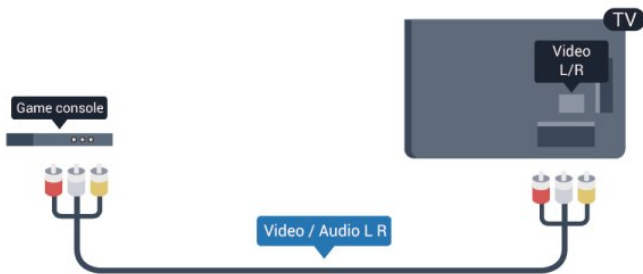 TV
Video
L/R
Game console
Video / Audio L R